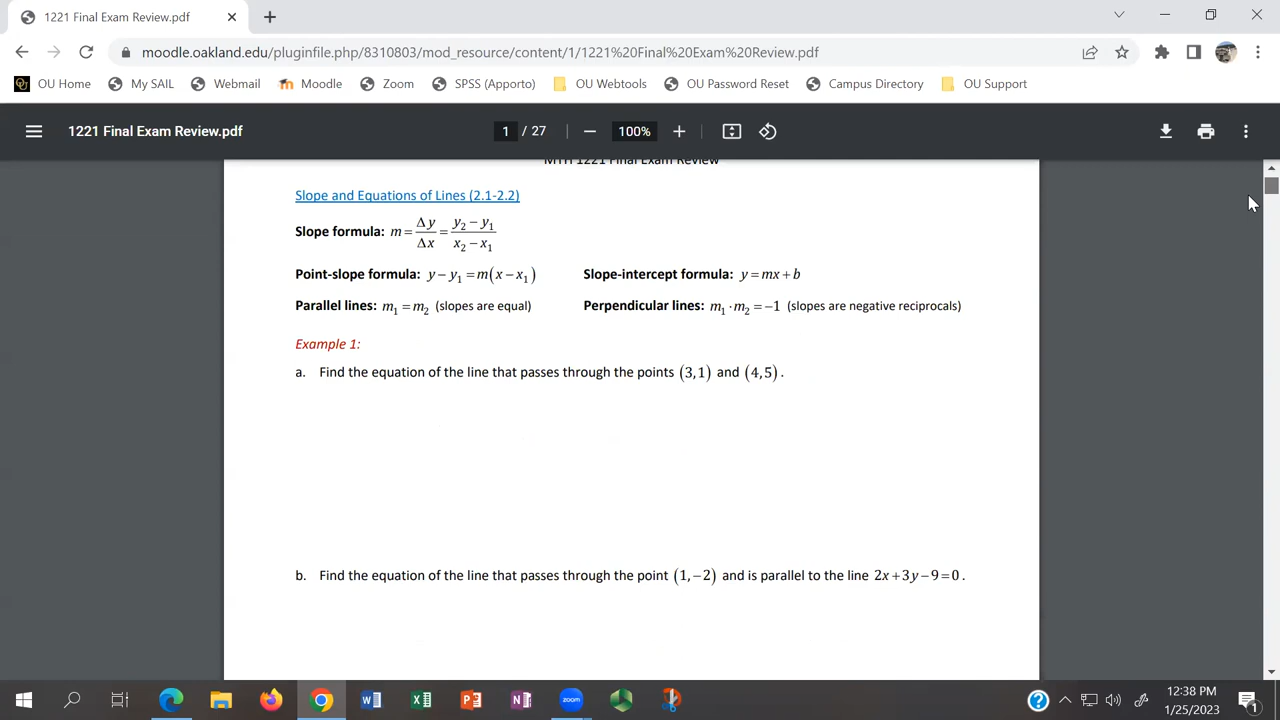 1221 Final Exam Review.pdf
moodle.oakland.edu/pluginfile.php/8310803/mod_resource/content/1/1221%20Final%20Exam%20Review.pdf
OU Home My SAIL Webmail Moodle Zoom SPSS (Apporto) OU Webtools OU Password Reset Campus Directory OU Support
1221 Final Exam Review.pdf 1 / 27 100%
MTH 1221 Final Exam Review
Slope and Equations of Lines (2.1-2.2)
Slope formula: m = Δy/Δx = (y₂ − y₁)/(x₂ − x₁)
Point-slope formula: y − y₁ = m(x − x₁) Slope-intercept formula: y = mx + b
Parallel lines: m₁ = m₂ (slopes are equal) Perpendicular lines: m₁ · m₂ = −1 (slopes are negative reciprocals)
Example 1:
a. Find the equation of the line that passes through the points (3,1) and (4,5).
b. Find the equation of the line that passes through the point (1,−2) and is parallel to the line 2x + 3y − 9 = 0.
zoom
12:38 PM
1/25/2023
1